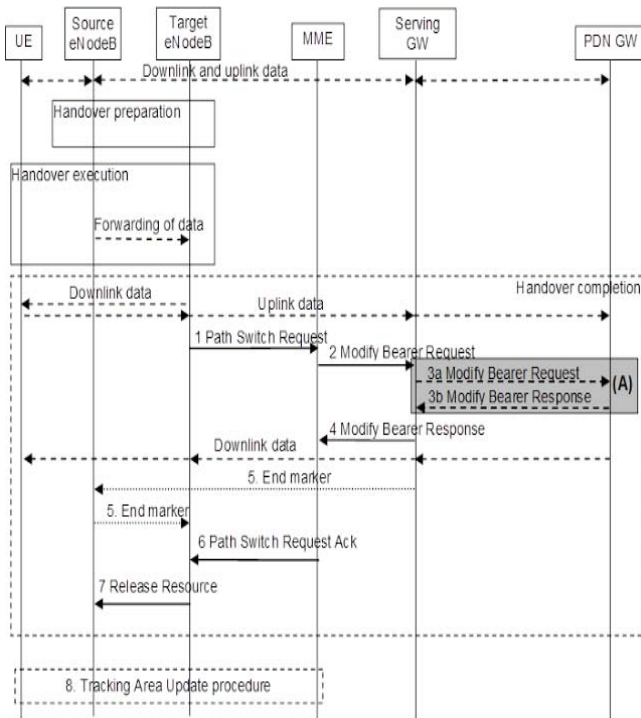 UE
Source
eNodeB
Target
eNodeB
MME
Serving
GW
PDN GW
Downlink and uplink data
Handover preparation
Handover execution
Forwarding of data
Handover completion
Downlink data
Uplink data
1 Path Switch Request
2 Modify Bearer Request
3a Modify Bearer Request
(A)
3b Modify Bearer Response
4 Modify Bearer Response
Downlink data
5. End marker
5. End marker
6 Path Switch Request Ack
7 Release Resource
8. Tracking Area Update procedure